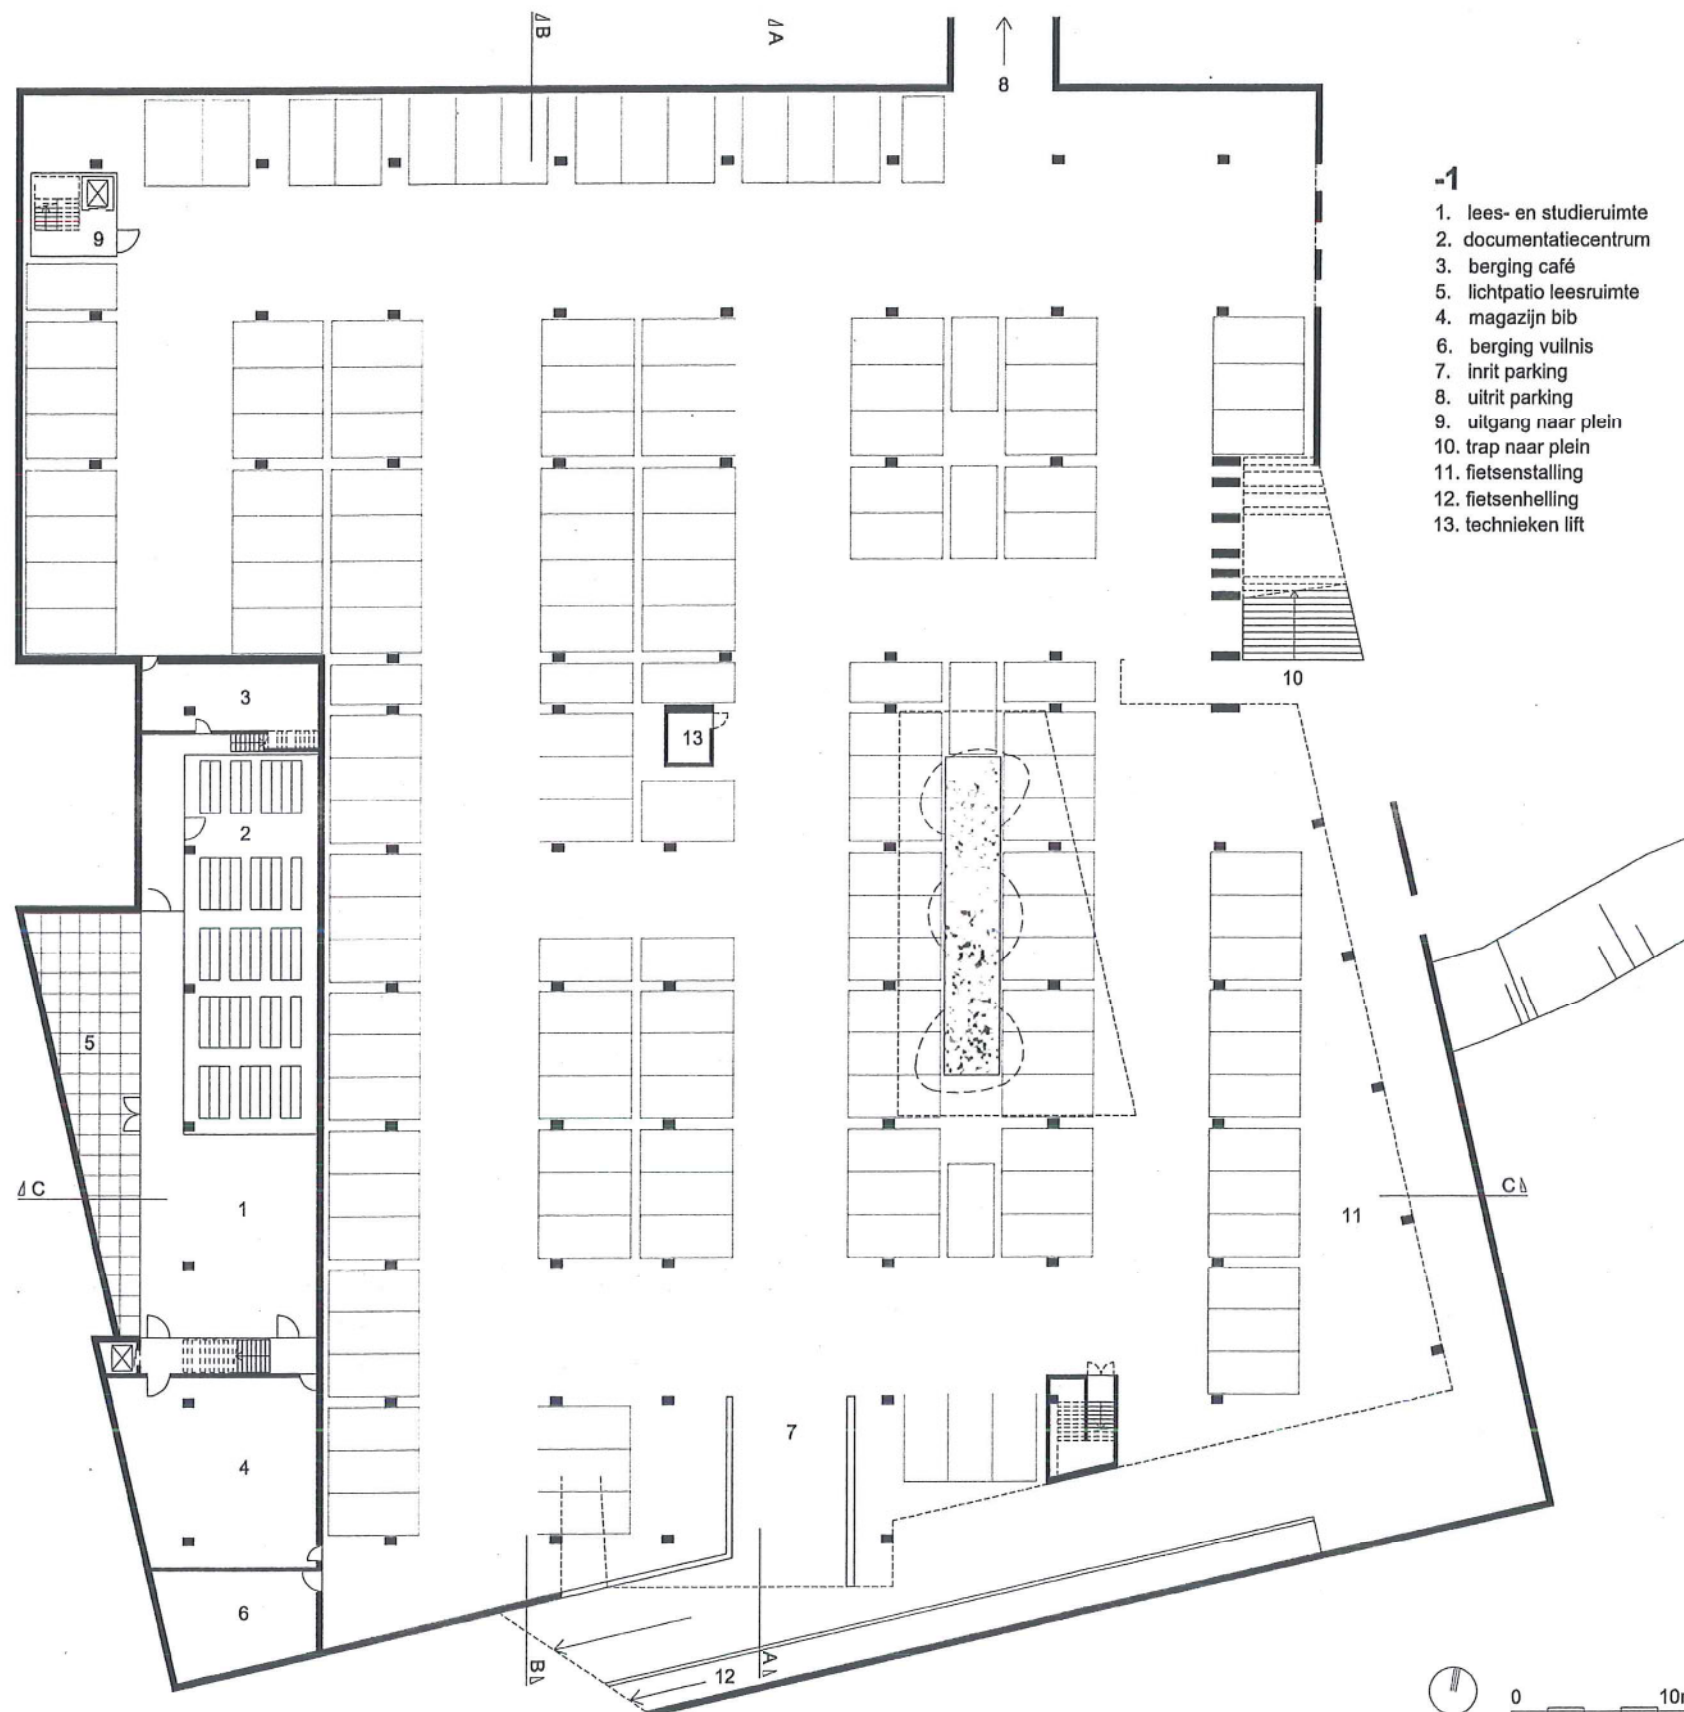 B
A
8
-1
1. lees- en studieruimte
2. documentatiecentrum
3. berging café
5. lichtpatio leesruimte
4. magazijn bib
6. berging vuilnis
7. inrit parking
8. uitrit parking
9. uitgang naar plein
10. trap naar plein
11. fietsenstalling
12. fietsenhelling
13. technieken lift
9
3
10
13
2
5
C
1
C
11
7
4
6
B
A
12
0
10m